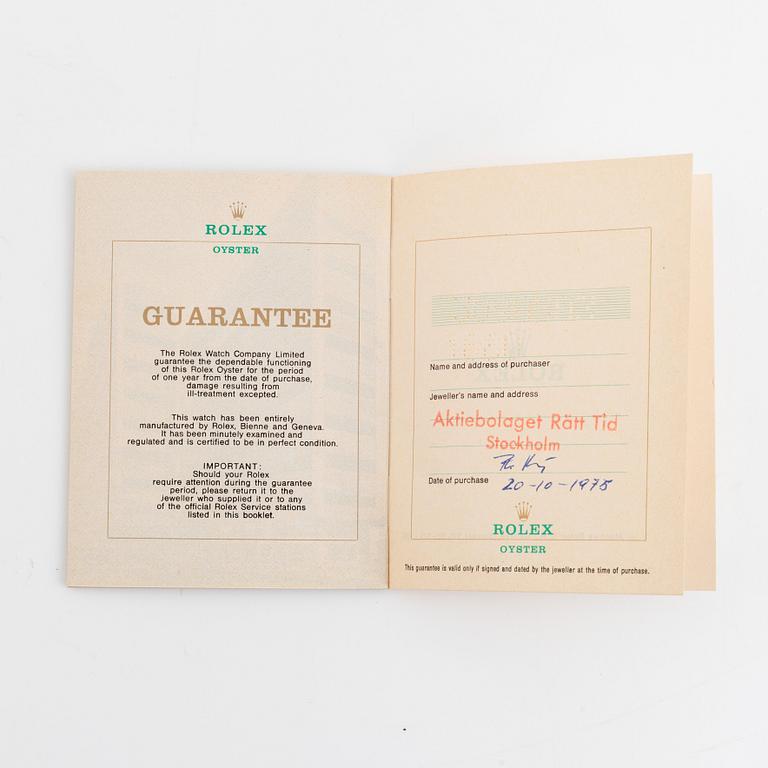 ROLEX
OYSTER
GUARANTEE
The Rolex Watch Company Limited
guarantee the dependable functioning
of this Rolex Oyster for the period
of one year from the date of purchase,
damage resulting from
ill-treatment excepted.
This watch has been entirely
manufactured by Rolex, Bienne and Geneva.
It has been minutely examined and
regulated and is certified to be in perfect condition.
IMPORTANT:
Should your Rolex
require attention during the guarantee
period, please return it to the
jeweller who supplied it or to any
of the official Rolex Service stations
listed in this booklet.
Name and address of purchaser
Jeweller's name and address
Aktiebolaget Rätt Tid
Stockholm
Date of purchase 20-10-1975
ROLEX
OYSTER
This guarantee is valid only if signed and dated by the jeweller at the time of purchase.